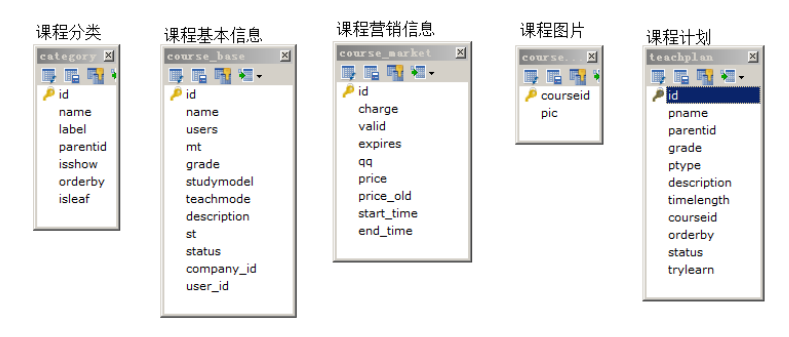 课程分类
category
id
name
label
parentid
isshow
orderby
isleaf
课程基本信息
course_base
id
name
users
mt
grade
studymodel
teachmode
description
st
status
company_id
user_id
课程营销信息
course_market
id
charge
valid
expires
qq
price
price_old
start_time
end_time
课程图片
course...
courseid
pic
课程计划
teachplan
id
pname
parentid
grade
ptype
description
timelength
courseid
orderby
status
trylearn